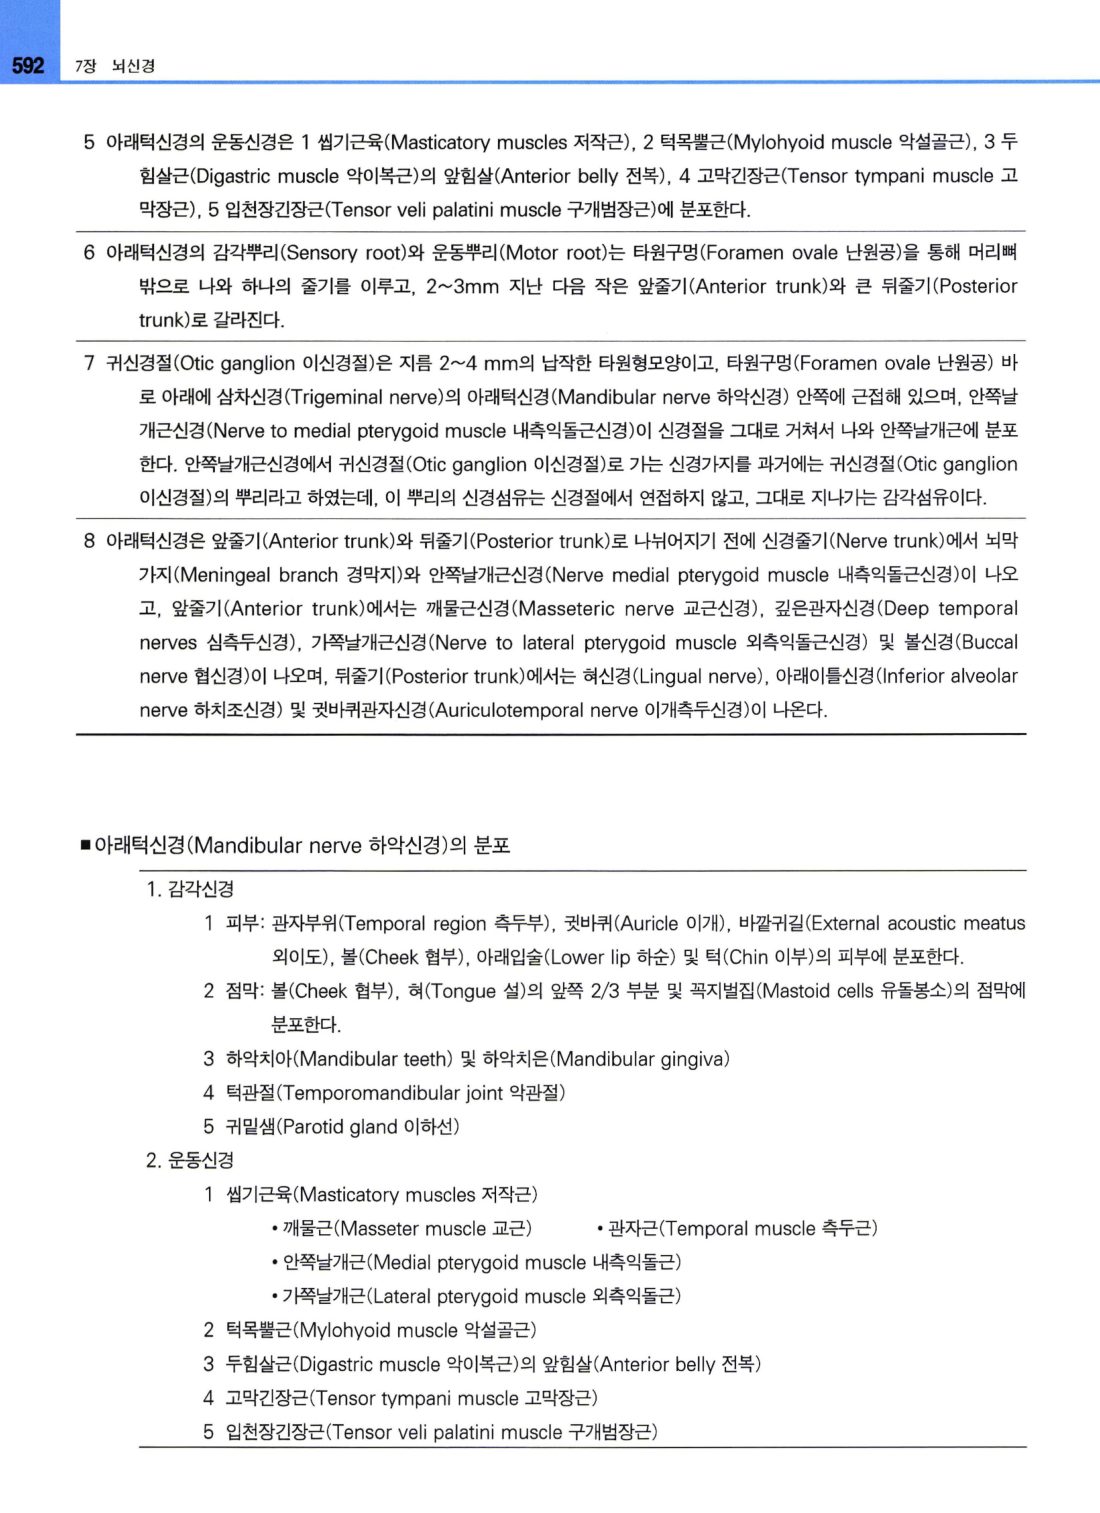 592 7장 뇌신경
5 아래턱신경의 운동신경은 1 씹기근육(Masticatory muscles 저작근), 2 턱목뿔근(Mylohyoid muscle 악설골근), 3 두
힘살근(Digastric muscle 악이복근)의 앞힘살(Anterior belly 전복), 4 고막긴장근(Tensor tympani muscle 고
막장근), 5 입천장긴장근(Tensor veli palatini muscle 구개범장근)에 분포한다.
6 아래턱신경의 감각뿌리(Sensory root)와 운동뿌리(Motor root)는 타원구멍(Foramen ovale 난원공)을 통해 머리뼈
밖으로 나와 하나의 줄기를 이루고, 2~3mm 지난 다음 작은 앞줄기(Anterior trunk)와 큰 뒤줄기(Posterior
trunk)로 갈라진다.
7 귀신경절(Otic ganglion 이신경절)은 지름 2~4 mm의 납작한 타원형모양이고, 타원구멍(Foramen ovale 난원공) 바
로 아래에 삼차신경(Trigeminal nerve)의 아래턱신경(Mandibular nerve 하악신경) 안쪽에 근접해 있으며, 안쪽날
개근신경(Nerve to medial pterygoid muscle 내측익돌근신경)이 신경절을 그대로 거쳐서 나와 안쪽날개근에 분포
한다. 안쪽날개근신경에서 귀신경절(Otic ganglion 이신경절)로 가는 신경가지를 과거에는 귀신경절(Otic ganglion
이신경절)의 뿌리라고 하였는데, 이 뿌리의 신경섬유는 신경절에서 연접하지 않고, 그대로 지나가는 감각섬유이다.
8 아래턱신경은 앞줄기(Anterior trunk)와 뒤줄기(Posterior trunk)로 나뉘어지기 전에 신경줄기(Nerve trunk)에서 뇌막
가지(Meningeal branch 경막지)와 안쪽날개근신경(Nerve medial pterygoid muscle 내측익돌근신경)이 나오
고, 앞줄기(Anterior trunk)에서는 깨물근신경(Masseteric nerve 교근신경), 깊은관자신경(Deep temporal
nerves 심측두신경), 가쪽날개근신경(Nerve to lateral pterygoid muscle 외측익돌근신경) 및 볼신경(Buccal
nerve 협신경)이 나오며, 뒤줄기(Posterior trunk)에서는 혀신경(Lingual nerve), 아래이틀신경(Inferior alveolar
nerve 하치조신경) 및 귓바퀴관자신경(Auriculotemporal nerve 이개측두신경)이 나온다.
■ 아래턱신경(Mandibular nerve 하악신경)의 분포
1. 감각신경
1 피부: 관자부위(Temporal region 측두부), 귓바퀴(Auricle 이개), 바깥귀길(External acoustic meatus
외이도), 볼(Cheek 협부), 아래입술(Lower lip 하순) 및 턱(Chin 이부)의 피부에 분포한다.
2 점막: 볼(Cheek 협부), 혀(Tongue 설)의 앞쪽 2/3 부분 및 꼭지벌집(Mastoid cells 유돌봉소)의 점막에
분포한다.
3 하악치아(Mandibular teeth) 및 하악치은(Mandibular gingiva)
4 턱관절(Temporomandibular joint 악관절)
5 귀밑샘(Parotid gland 이하선)
2. 운동신경
1 씹기근육(Masticatory muscles 저작근)
• 깨물근(Masseter muscle 교근) • 관자근(Temporal muscle 측두근)
• 안쪽날개근(Medial pterygoid muscle 내측익돌근)
• 가쪽날개근(Lateral pterygoid muscle 외측익돌근)
2 턱목뿔근(Mylohyoid muscle 악설골근)
3 두힘살근(Digastric muscle 악이복근)의 앞힘살(Anterior belly 전복)
4 고막긴장근(Tensor tympani muscle 고막장근)
5 입천장긴장근(Tensor veli palatini muscle 구개범장근)